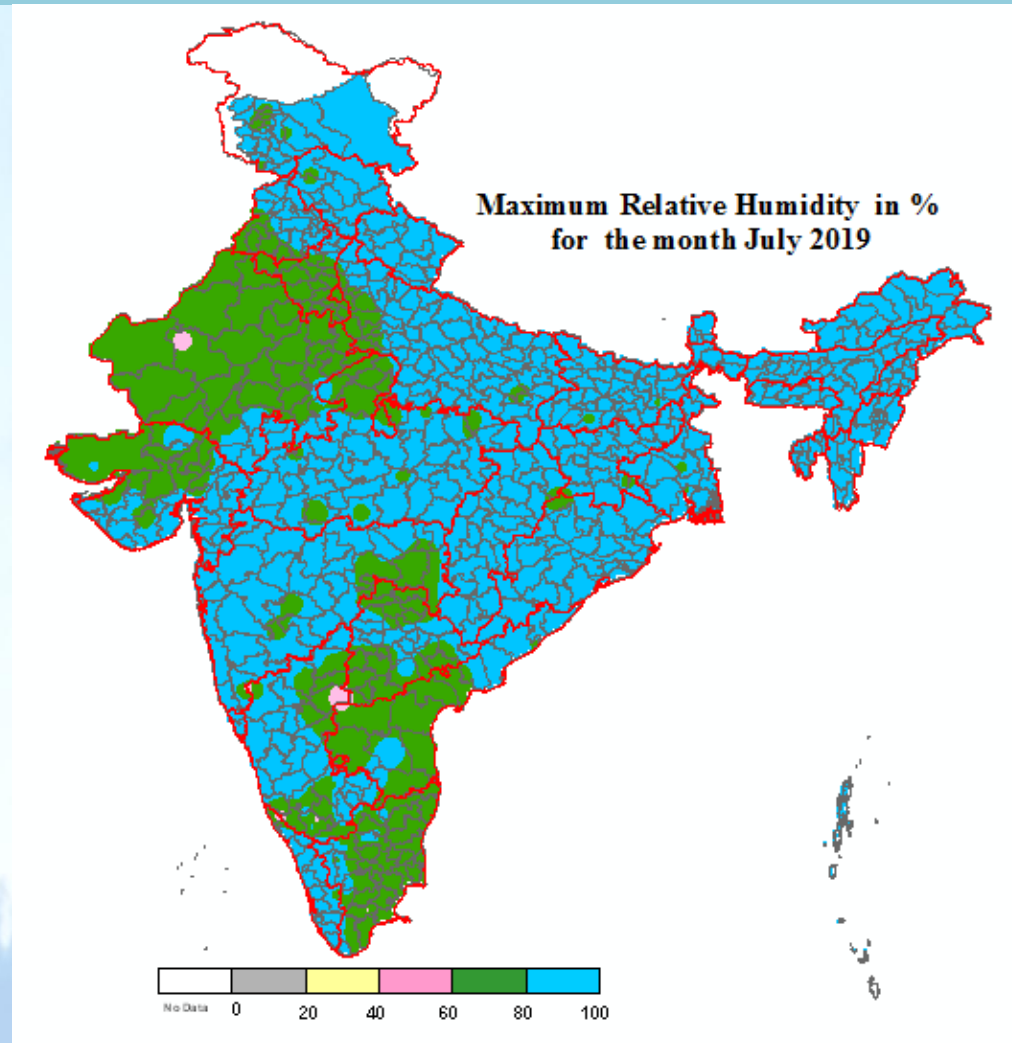 Maximum Relative Humidity in %
for the month July 2019
No Data 0 20 40 60 80 100